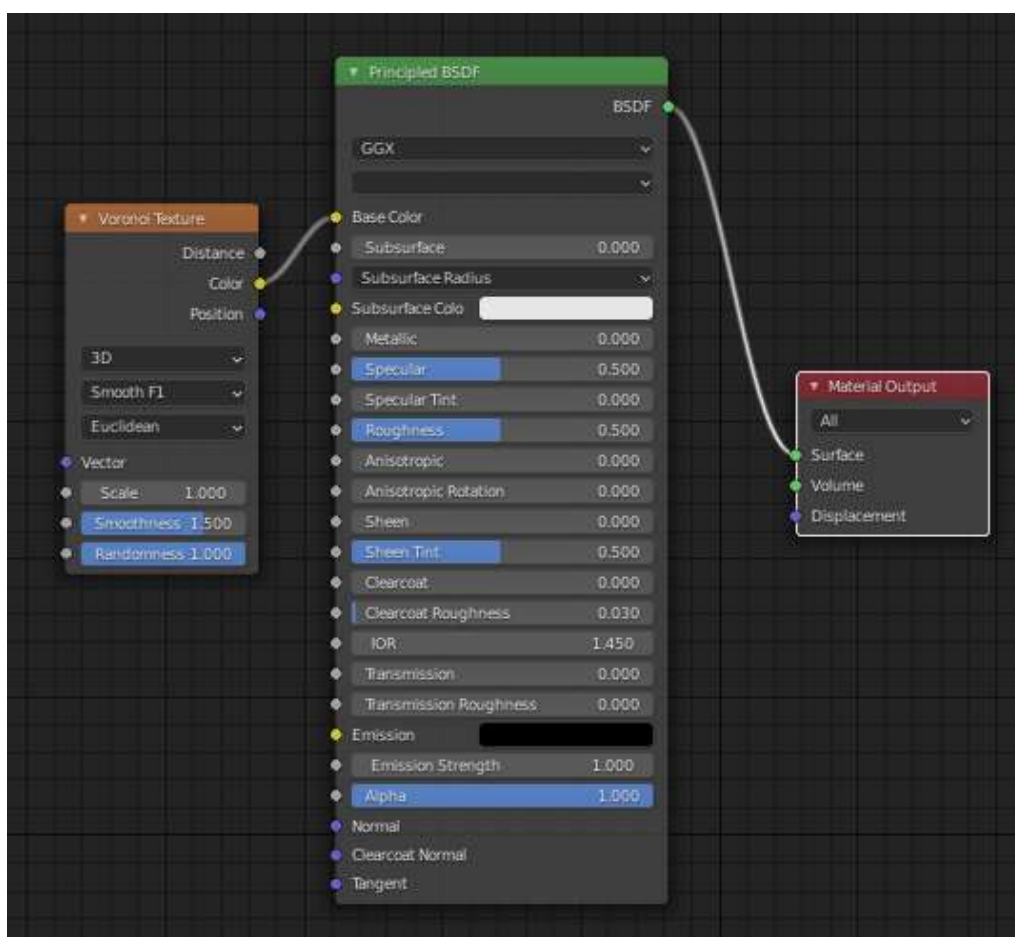 Principled BSDF
BSDF
GGX
Base Color
Subsurface 0.000
Subsurface Radius
Subsurface Colo
Metallic 0.000
Specular 0.500
Specular Tint 0.000
Roughness 0.500
Anisotropic 0.000
Anisotropic Rotation 0.000
Sheen 0.000
Sheen Tint 0.500
Clearcoat 0.000
Clearcoat Roughness 0.030
IOR 1.450
Transmission 0.000
Transmission Roughness 0.000
Emission
Emission Strength 1.000
Alpha 1.000
Normal
Clearcoat Normal
Tangent
Voronoi Texture
Distance
Color
Position
3D
Smooth F1
Euclidean
Vector
Scale 1.000
Smoothness 1.500
Randomness 1.000
Material Output
All
Surface
Volume
Displacement